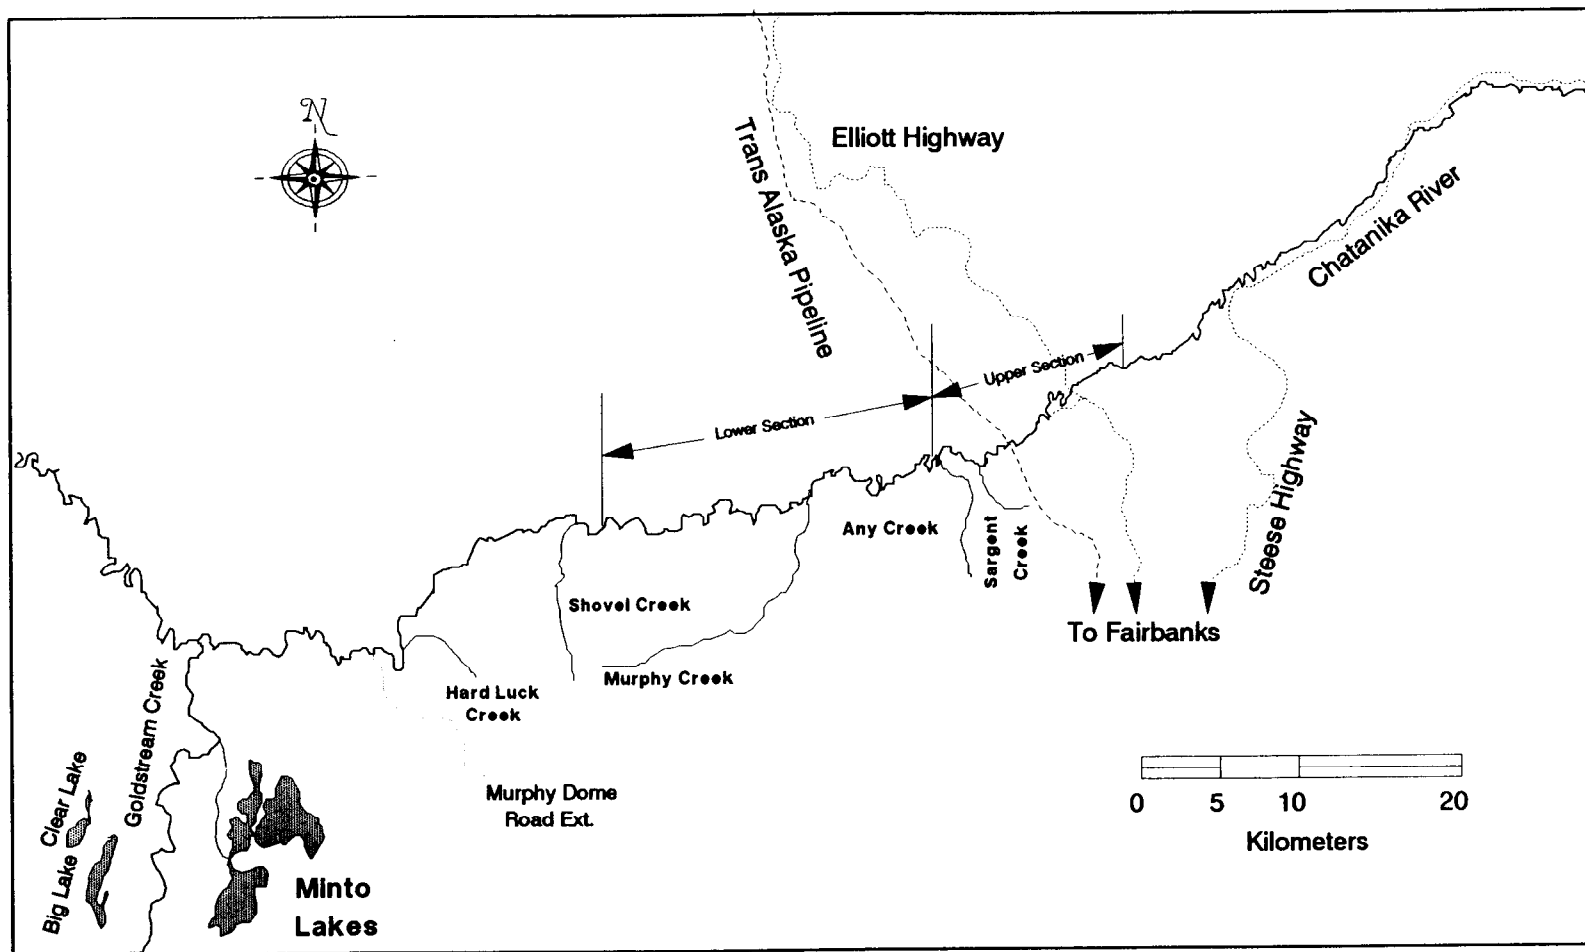 N
Elliott Highway
Trans Alaska Pipeline
Chatanika River
Upper Section
Lower Section
Steese Highway
Any Creek
Sargent
Creek
Shovel Creek
To Fairbanks
Murphy Creek
Hard Luck
Creek
Goldstream Creek
Clear Lake
Big Lake
Murphy Dome
Road Ext.
Minto
Lakes
0 5 10 20
Kilometers